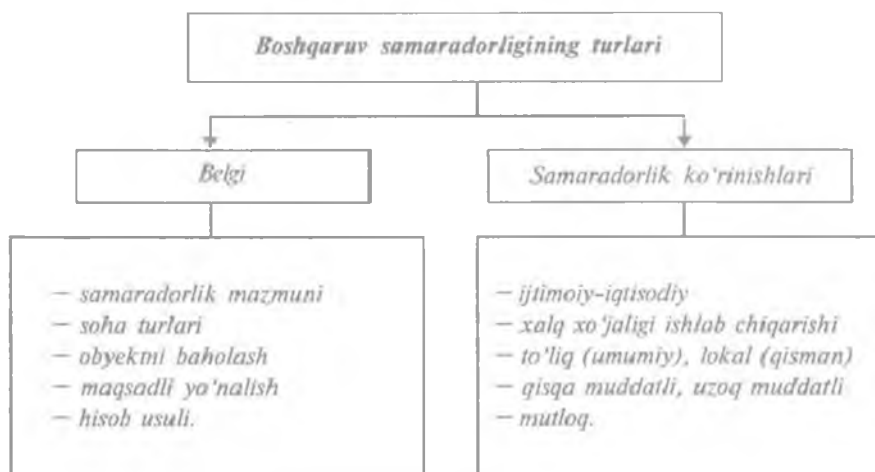 Boshqaruv samaradorligining turlari
Belgi
Samaradorlik ko‘rinishlari
– samaradorlik mazmuni
– soha turlari
– obyektni baholash
– maqsadli yo‘nalish
– hisob usuli.
– ijtimoiy-iqtisodiy
– xalq xo‘jaligi ishlab chiqarishi
– to‘liq (umumiy), lokal (qisman)
– qisqa muddatli, uzoq muddatli
– mutloq.